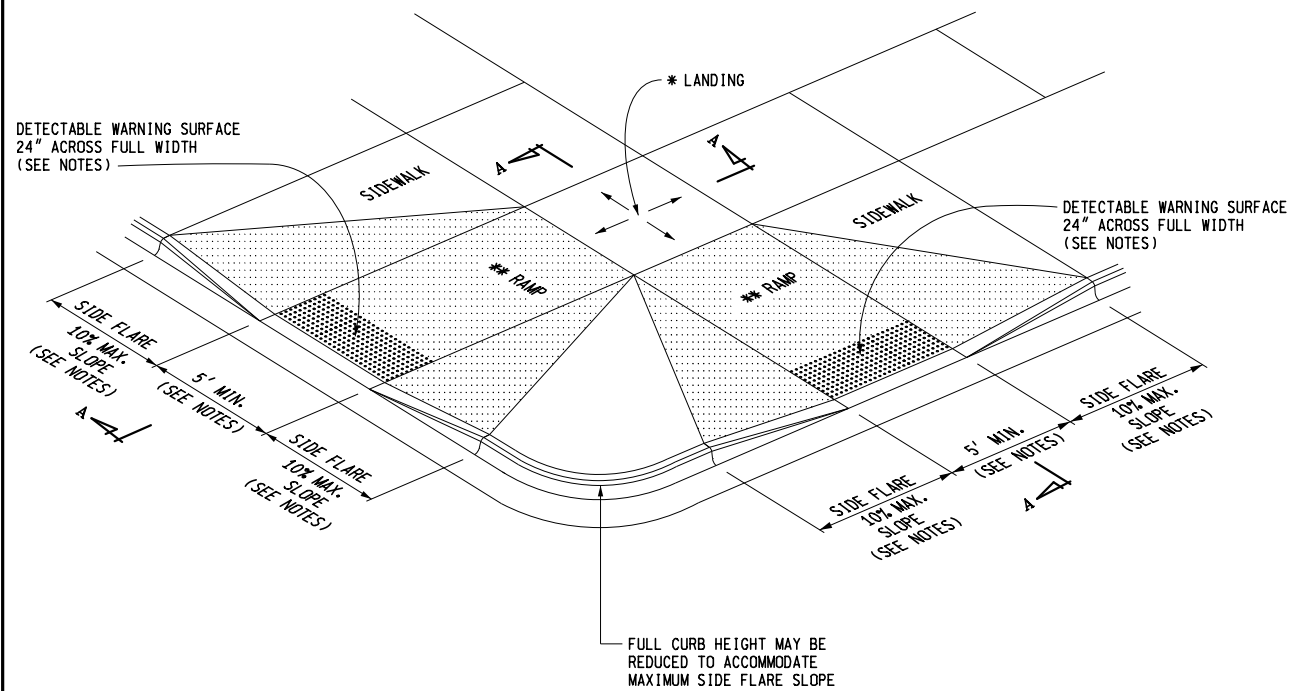 * LANDING
DETECTABLE WARNING SURFACE
24" ACROSS FULL WIDTH
(SEE NOTES)
A
A
SIDEWALK
SIDEWALK
DETECTABLE WARNING SURFACE
24" ACROSS FULL WIDTH
(SEE NOTES)
** RAMP
** RAMP
SIDE FLARE
10% MAX.
SLOPE
(SEE NOTES)
5' MIN.
(SEE NOTES)
A
SIDE FLARE
10% MAX.
SLOPE
(SEE NOTES)
SIDE FLARE
10% MAX.
SLOPE
(SEE NOTES)
5' MIN.
(SEE NOTES)
A
SIDE FLARE
10% MAX.
SLOPE
(SEE NOTES)
FULL CURB HEIGHT MAY BE
REDUCED TO ACCOMMODATE
MAXIMUM SIDE FLARE SLOPE